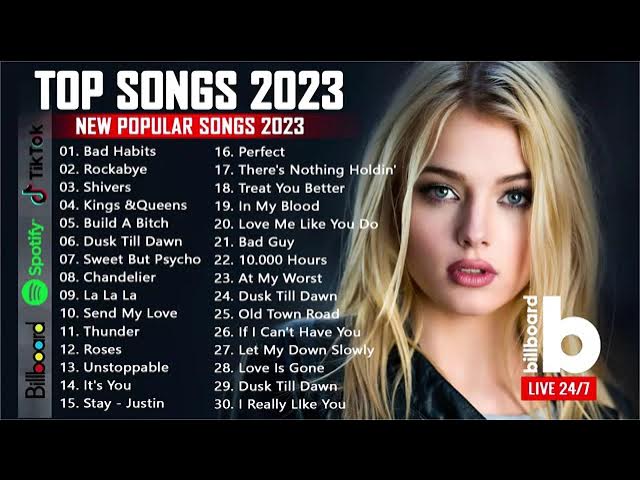 TOP SONGS 2023
NEW POPULAR SONGS 2023
TikTok
Spotify
Billboard
01. Bad Habits
02. Rockabye
03. Shivers
04. Kings &Queens
05. Build A Bitch
06. Dusk Till Dawn
07. Sweet But Psycho
08. Chandelier
09. La La La
10. Send My Love
11. Thunder
12. Roses
13. Unstoppable
14. It's You
15. Stay - Justin
16. Perfect
17. There's Nothing Holdin'
18. Treat You Better
19. In My Blood
20. Love Me Like You Do
21. Bad Guy
22. 10.000 Hours
23. At My Worst
24. Dusk Till Dawn
25. Old Town Road
26. If I Can't Have You
27. Let My Down Slowly
28. Love Is Gone
29. Dusk Till Dawn
30. I Really LIke You
billboard
b
LIVE 24/7